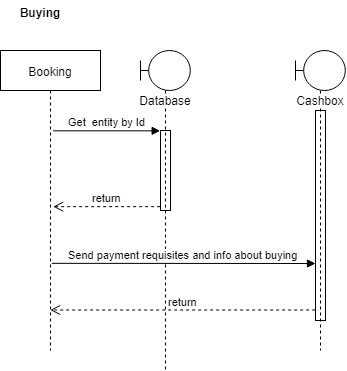 Buying
Booking
Database
Cashbox
Get entity by Id
return
Send payment requisites and info about buying
return